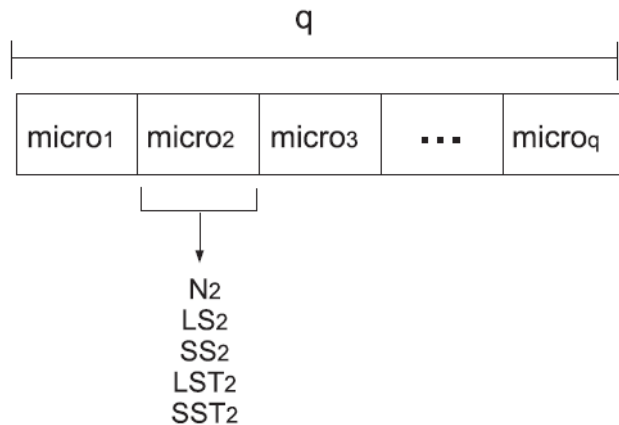 q
micro1 micro2 micro3 ... microq
N2
LS2
SS2
LST2
SST2